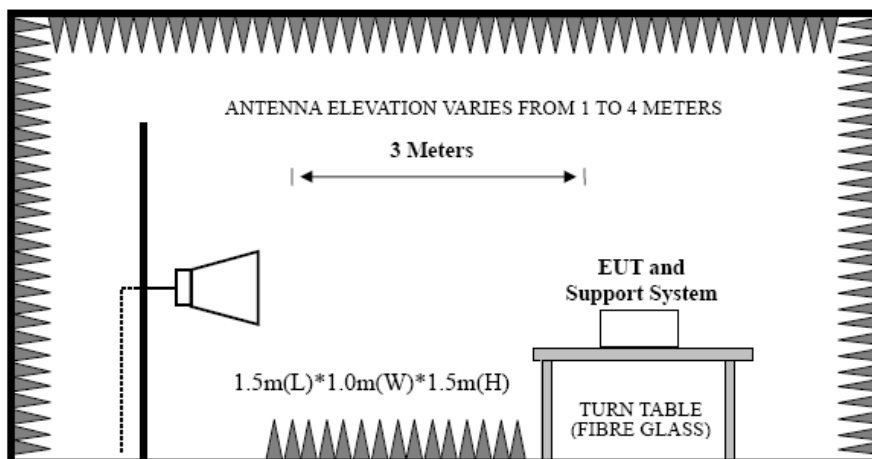 ANTENNA ELEVATION VARIES FROM 1 TO 4 METERS
3 Meters
EUT and
Support System
1.5m(L)*1.0m(W)*1.5m(H)
TURN TABLE
(FIBRE GLASS)